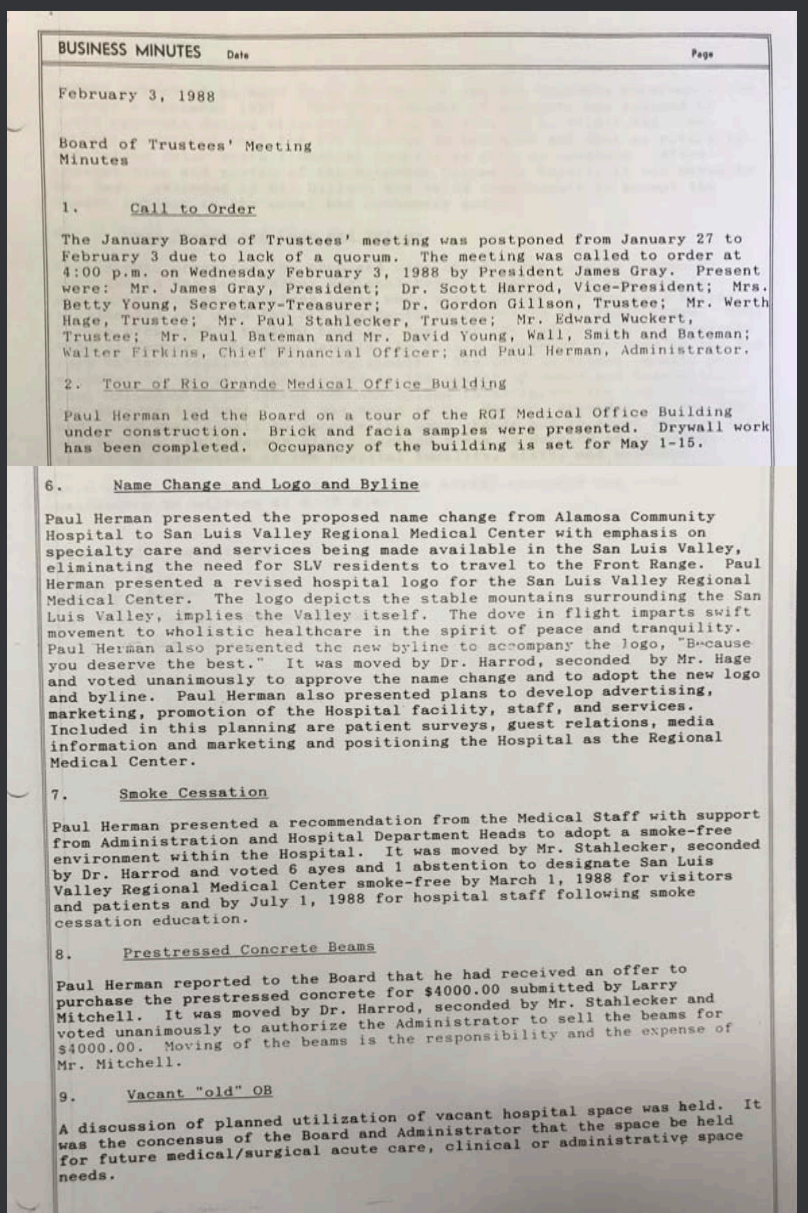 BUSINESS MINUTES Date Page
February 3, 1988
Board of Trustees' Meeting
Minutes
1. Call to Order
The January Board of Trustees' meeting was postponed from January 27 to
February 3 due to lack of a quorum. The meeting was called to order at
4:00 p.m. on Wednesday February 3, 1988 by President James Gray. Present
were: Mr. James Gray, President; Dr. Scott Harrod, Vice-President; Mrs.
Betty Young, Secretary-Treasurer; Dr. Gordon Gillson, Trustee; Mr. Werth
Hage, Trustee; Mr. Paul Stahlecker, Trustee; Mr. Edward Wuckert,
Trustee; Mr. Paul Bateman and Mr. David Young, Wall, Smith and Bateman;
Walter Firkins, Chief Financial Officer; and Paul Herman, Administrator.
2. Tour of Rio Grande Medical Office Building
Paul Herman led the Board on a tour of the RGI Medical Office Building
under construction. Brick and facia samples were presented. Drywall work
has been completed. Occupancy of the building is set for May 1-15.
6. Name Change and Logo and Byline
Paul Herman presented the proposed name change from Alamosa Community
Hospital to San Luis Valley Regional Medical Center with emphasis on
specialty care and services being made available in the San Luis Valley,
eliminating the need for SLV residents to travel to the Front Range. Paul
Herman presented a revised hospital logo for the San Luis Valley Regional
Medical Center. The logo depicts the stable mountains surrounding the San
Luis Valley, implies the Valley itself. The dove in flight imparts swift
movement to wholistic healthcare in the spirit of peace and tranquility.
Paul Herman also presented the new byline to accompany the logo, "Because
you deserve the best." It was moved by Dr. Harrod, seconded by Mr. Hage
and voted unanimously to approve the name change and to adopt the new logo
and byline. Paul Herman also presented plans to develop advertising,
marketing, promotion of the Hospital facility, staff, and services.
Included in this planning are patient surveys, guest relations, media
information and marketing and positioning the Hospital as the Regional
Medical Center.
7. Smoke Cessation
Paul Herman presented a recommendation from the Medical Staff with support
from Administration and Hospital Department Heads to adopt a smoke-free
environment within the Hospital. It was moved by Mr. Stahlecker, seconded
by Dr. Harrod and voted 6 ayes and 1 abstention to designate San Luis
Valley Regional Medical Center smoke-free by March 1, 1988 for visitors
and patients and by July 1, 1988 for hospital staff following smoke
cessation education.
8. Prestressed Concrete Beams
Paul Herman reported to the Board that he had received an offer to
purchase the prestressed concrete for $4000.00 submitted by Larry
Mitchell. It was moved by Dr. Harrod, seconded by Mr. Stahlecker and
voted unanimously to authorize the Administrator to sell the beams for
$4000.00. Moving of the beams is the responsibility and the expense of
Mr. Mitchell.
9. Vacant "old" OB
A discussion of planned utilization of vacant hospital space was held. It
was the concensus of the Board and Administrator that the space be held
for future medical/surgical acute care, clinical or administrative space
needs.